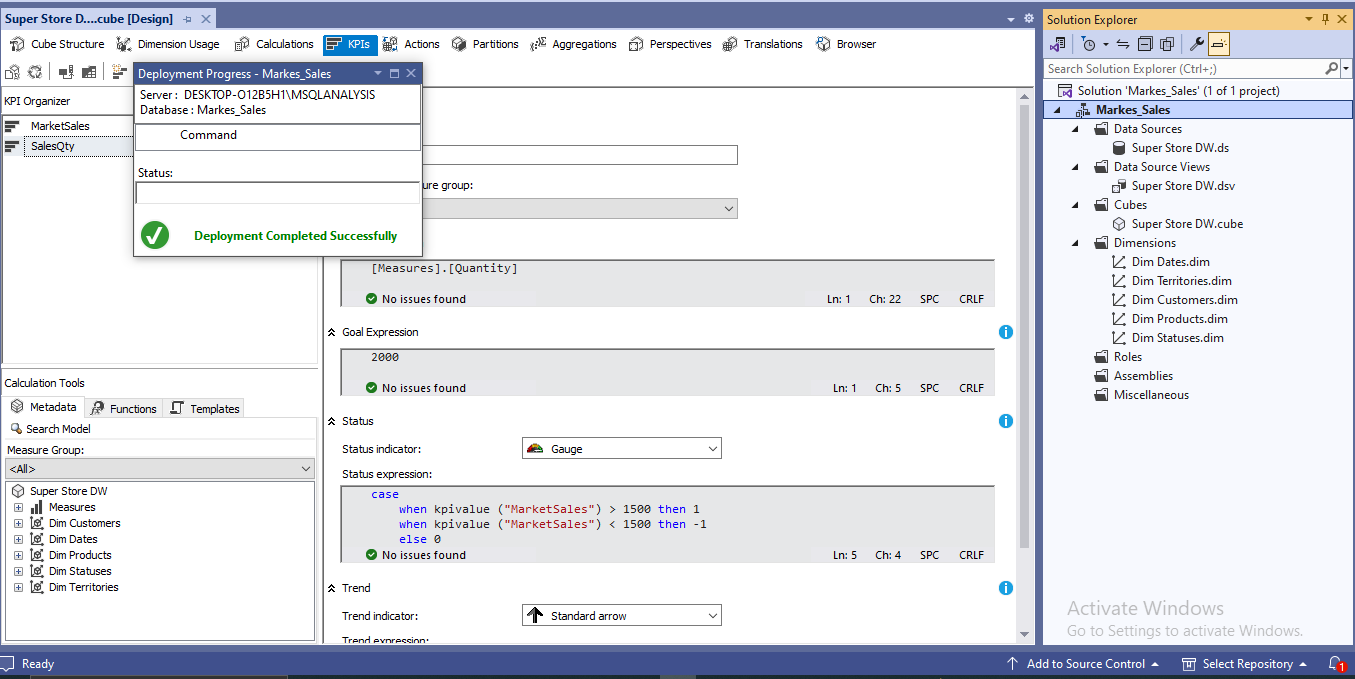 Super Store D....cube [Design]
Cube Structure
Dimension Usage
Calculations
KPIs
Actions
Partitions
Aggregations
Perspectives
Translations
Browser
KPI Organizer
MarketSales
SalesQty
Deployment Progress - Markes_Sales
Server : DESKTOP-O12B5H1\MSQLANALYSIS
Database : Markes_Sales
Command
Status:
Deployment Completed Successfully
ure group:
[Measures].[Quantity]
No issues found
Ln: 1 Ch: 22 SPC CRLF
Goal Expression
2000
No issues found
Ln: 1 Ch: 5 SPC CRLF
Status
Status indicator:
Gauge
Status expression:
case
when kpivalue ("MarketSales") > 1500 then 1
when kpivalue ("MarketSales") < 1500 then -1
else 0
No issues found
Ln: 5 Ch: 4 SPC CRLF
Trend
Trend indicator:
Standard arrow
Trend expression:
Calculation Tools
Metadata
Functions
Templates
Search Model
Measure Group:
<All>
Super Store DW
Measures
Dim Customers
Dim Dates
Dim Products
Dim Statuses
Dim Territories
Solution Explorer
Search Solution Explorer (Ctrl+;)
Solution 'Markes_Sales' (1 of 1 project)
Markes_Sales
Data Sources
Super Store DW.ds
Data Source Views
Super Store DW.dsv
Cubes
Super Store DW.cube
Dimensions
Dim Dates.dim
Dim Territories.dim
Dim Customers.dim
Dim Products.dim
Dim Statuses.dim
Roles
Assemblies
Miscellaneous
Activate Windows
Go to Settings to activate Windows.
Ready
Add to Source Control
Select Repository
1